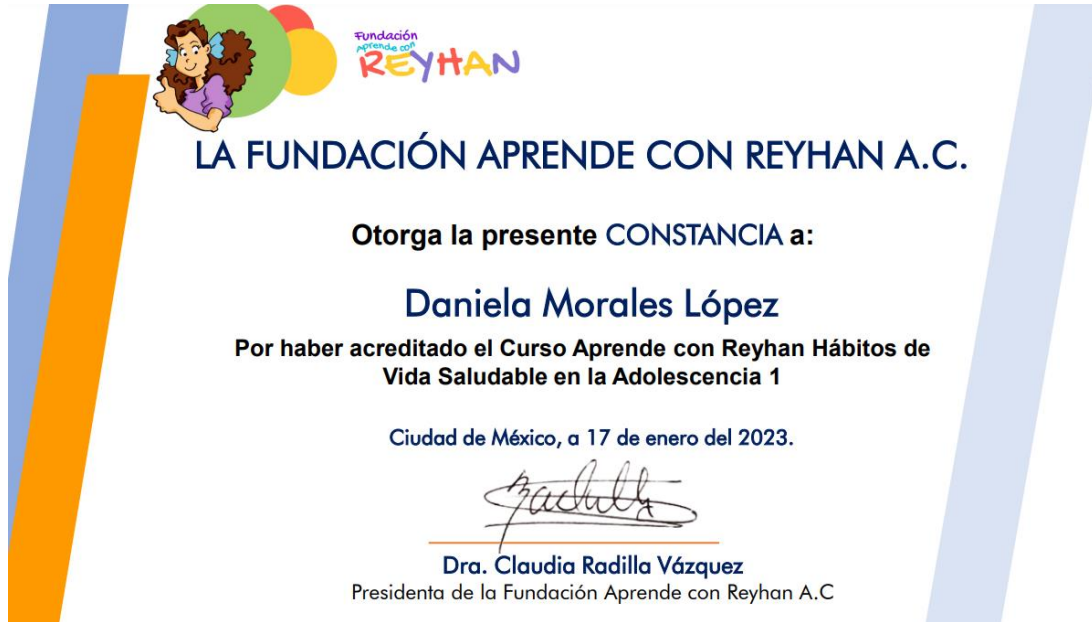 Fundación
Aprende con
REYHAN
LA FUNDACIÓN APRENDE CON REYHAN A.C.
Otorga la presente CONSTANCIA a:
Daniela Morales López
Por haber acreditado el Curso Aprende con Reyhan Hábitos de
Vida Saludable en la Adolescencia 1
Ciudad de México, a 17 de enero del 2023.
Dra. Claudia Radilla Vázquez
Presidenta de la Fundación Aprende con Reyhan A.C